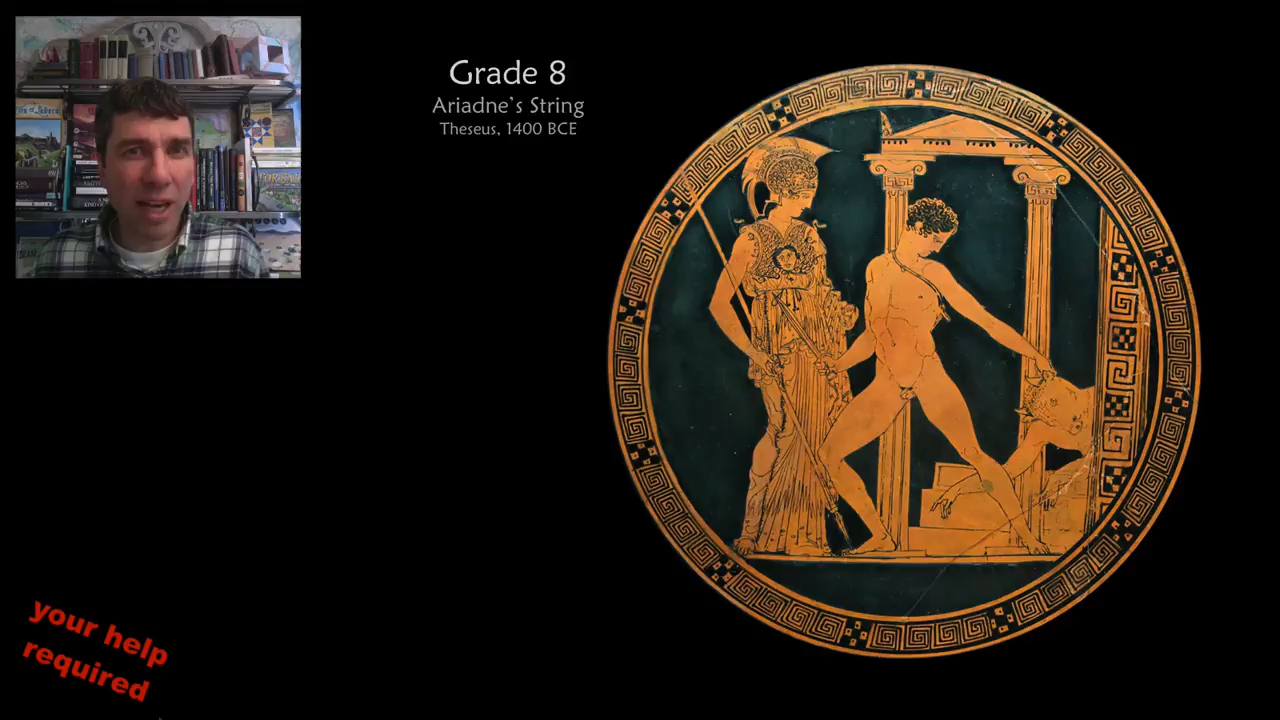 Grade 8
Ariadne's String
Theseus, 1400 BCE
your help
required